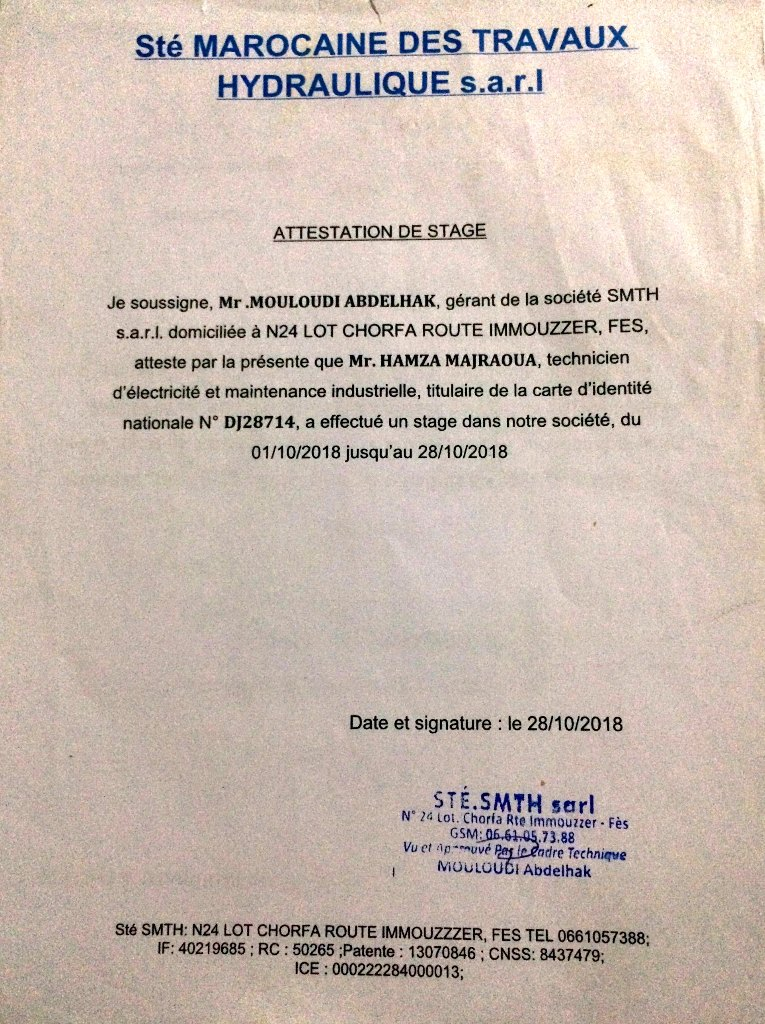 Sté MAROCAINE DES TRAVAUX
HYDRAULIQUE s.a.r.l
ATTESTATION DE STAGE
Je soussigne, Mr .MOULOUDI ABDELHAK, gérant de la société SMTH
s.a.r.l. domiciliée à N24 LOT CHORFA ROUTE IMMOUZZER, FES,
atteste par la présente que Mr. HAMZA MAJRAOUA, technicien
d'électricité et maintenance industrielle, titulaire de la carte d'identité
nationale N° DJ28714, a effectué un stage dans notre société, du
01/10/2018 jusqu'au 28/10/2018
Date et signature : le 28/10/2018
STÉ.SMTH sarl
N° 24 Lot. Chorfa Rte Immouzzer - Fès
GSM: 06.61.05.73.88
Vu et Approuvé Par le Cadre Technique
MOULOUDI Abdelhak
Sté SMTH: N24 LOT CHORFA ROUTE IMMOUZZZER, FES TEL 0661057388;
IF: 40219685 ; RC : 50265 ;Patente : 13070846 ; CNSS: 8437479;
ICE : 000222284000013;